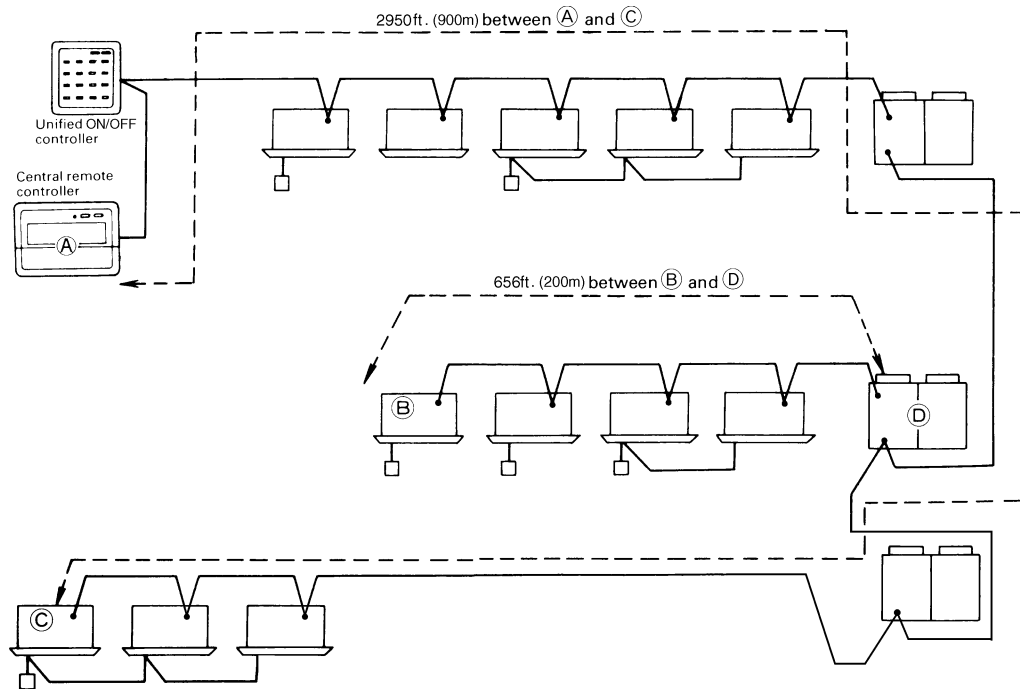 2950ft. (900m) between Ⓐ and Ⓒ
Unified ON/OFF
controller
Central remote
controller
Ⓐ
656ft. (200m) between Ⓑ and Ⓓ
Ⓑ
Ⓓ
Ⓒ